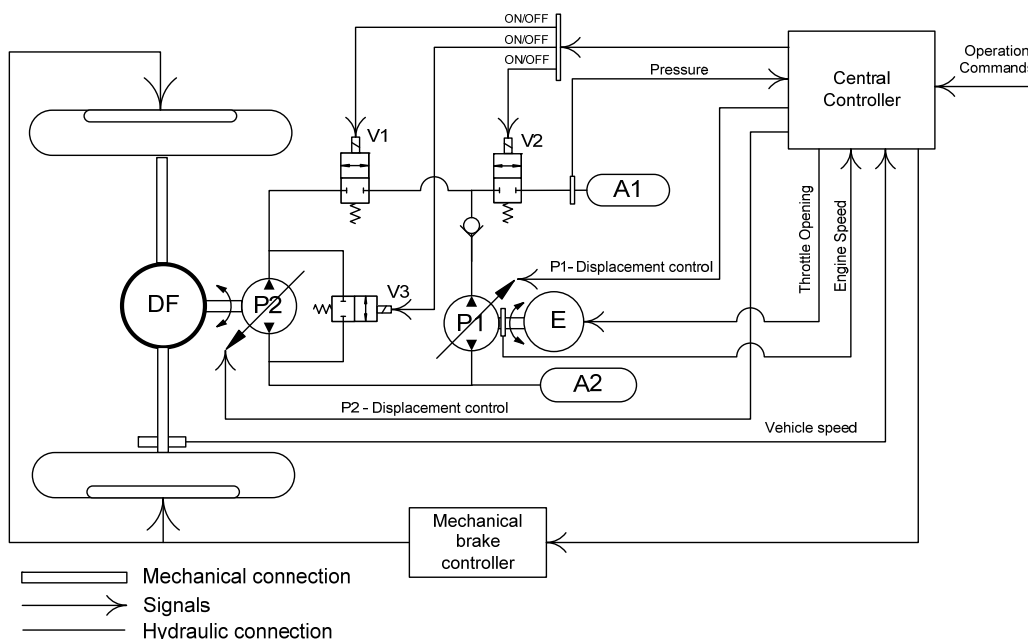 ON/OFF
ON/OFF
ON/OFF
Pressure
Central
Controller
Operation
Commands
V1
V2
A1
P1- Displacement control
Throttle Opening
Engine Speed
DF
P2
V3
P1
E
A2
P2 - Displacement control
Vehicle speed
Mechanical
brake
controller
Mechanical connection
Signals
Hydraulic connection